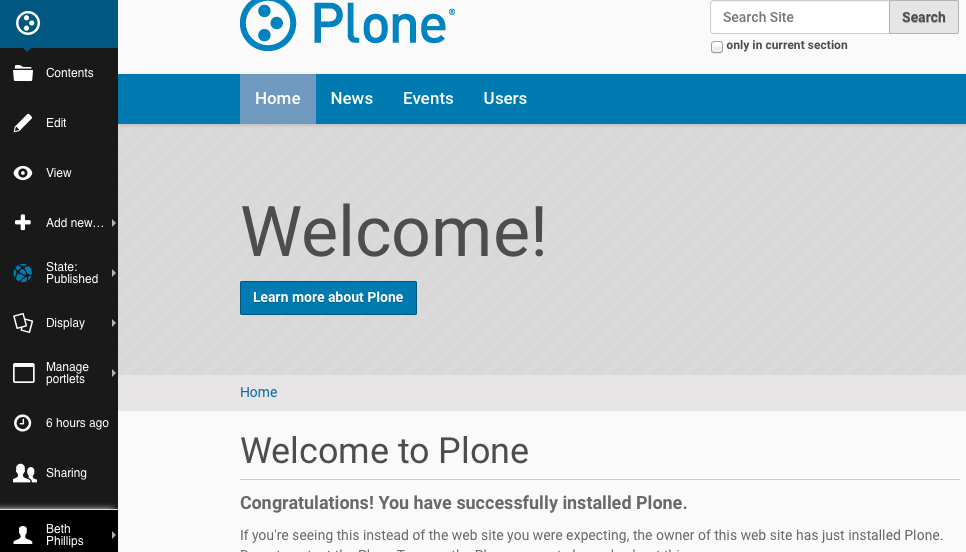 Plone®
Search Site
Search
only in current section
Contents
Edit
View
Add new...
State:
Published
Display
Manage
portlets
6 hours ago
Sharing
Beth
Phillips
Home News Events Users
Welcome!
Learn more about Plone
Home
Welcome to Plone
Congratulations! You have successfully installed Plone.
If you're seeing this instead of the web site you were expecting, the owner of this web site has just installed Plone.